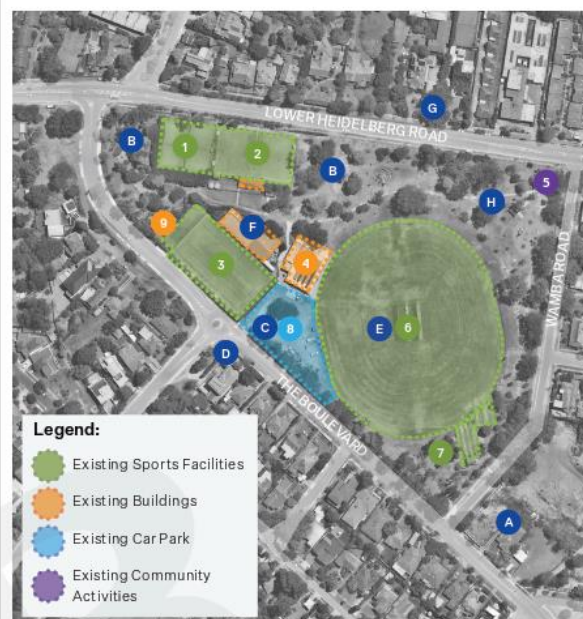 G
LOWER HEIDELBERG ROAD
B
1
2
B
5
H
9
F
3
4
WAMBA ROAD
C
8
E
6
D
THE BOULEVARD
7
A
Legend:
Existing Sports Facilities
Existing Buildings
Existing Car Park
Existing Community
Activities